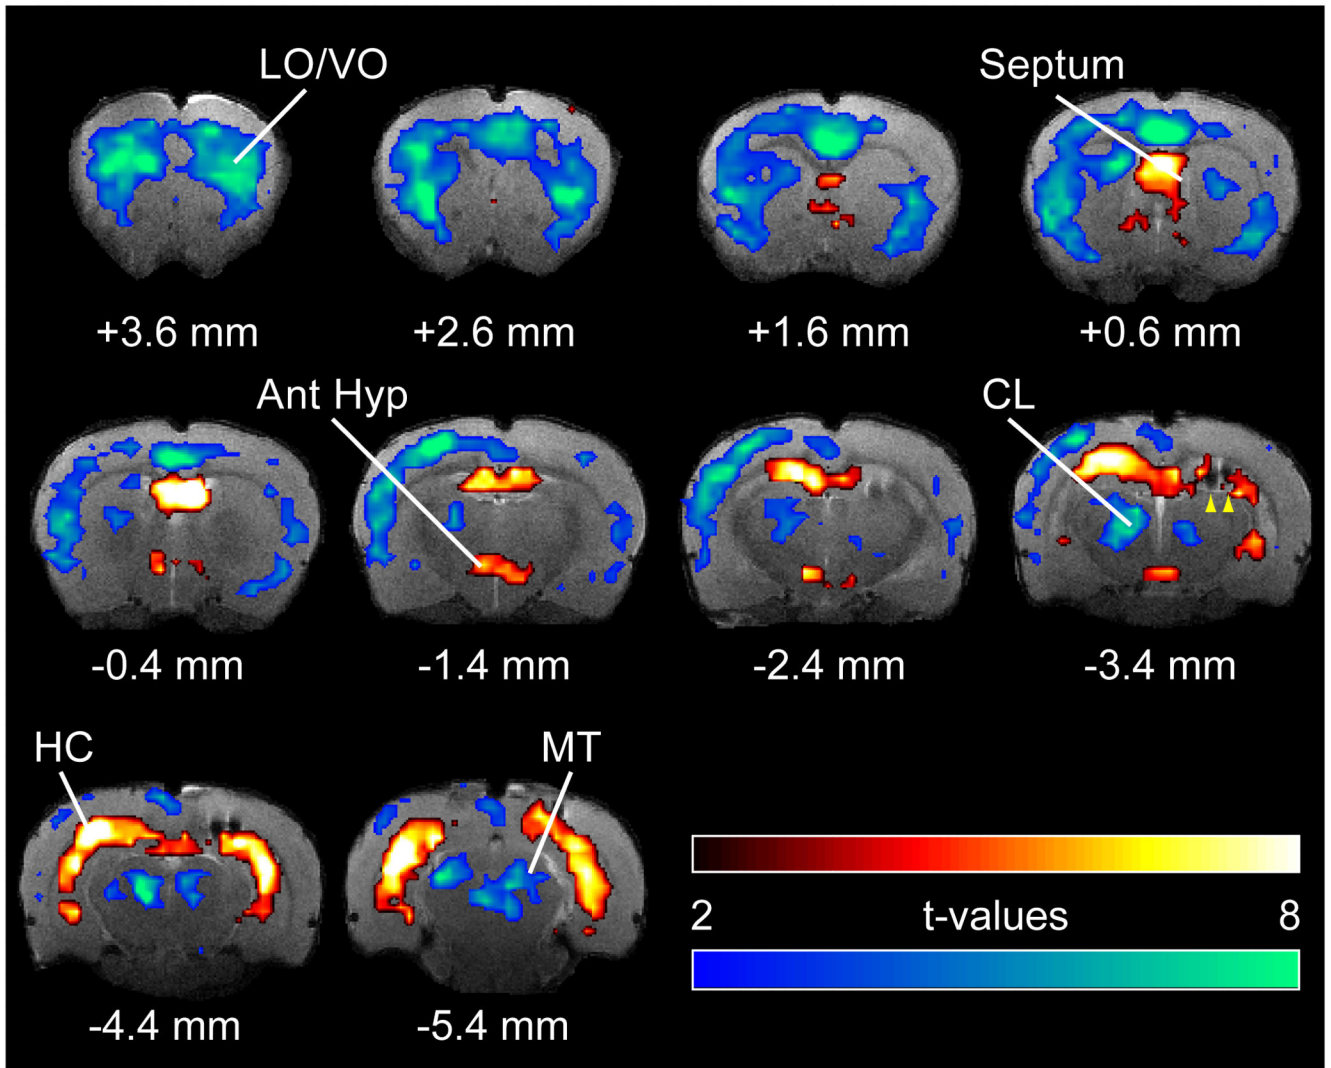 LO/VO
Septum
+3.6 mm
+2.6 mm
+1.6 mm
+0.6 mm
Ant Hyp
CL
-0.4 mm
-1.4 mm
-2.4 mm
-3.4 mm
HC
MT
2
t-values
8
-4.4 mm
-5.4 mm